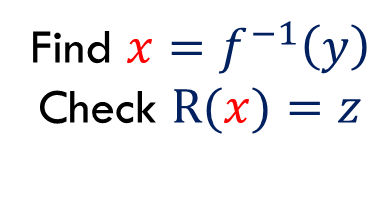 Find x = f⁻¹(y)
Check R(x) = z